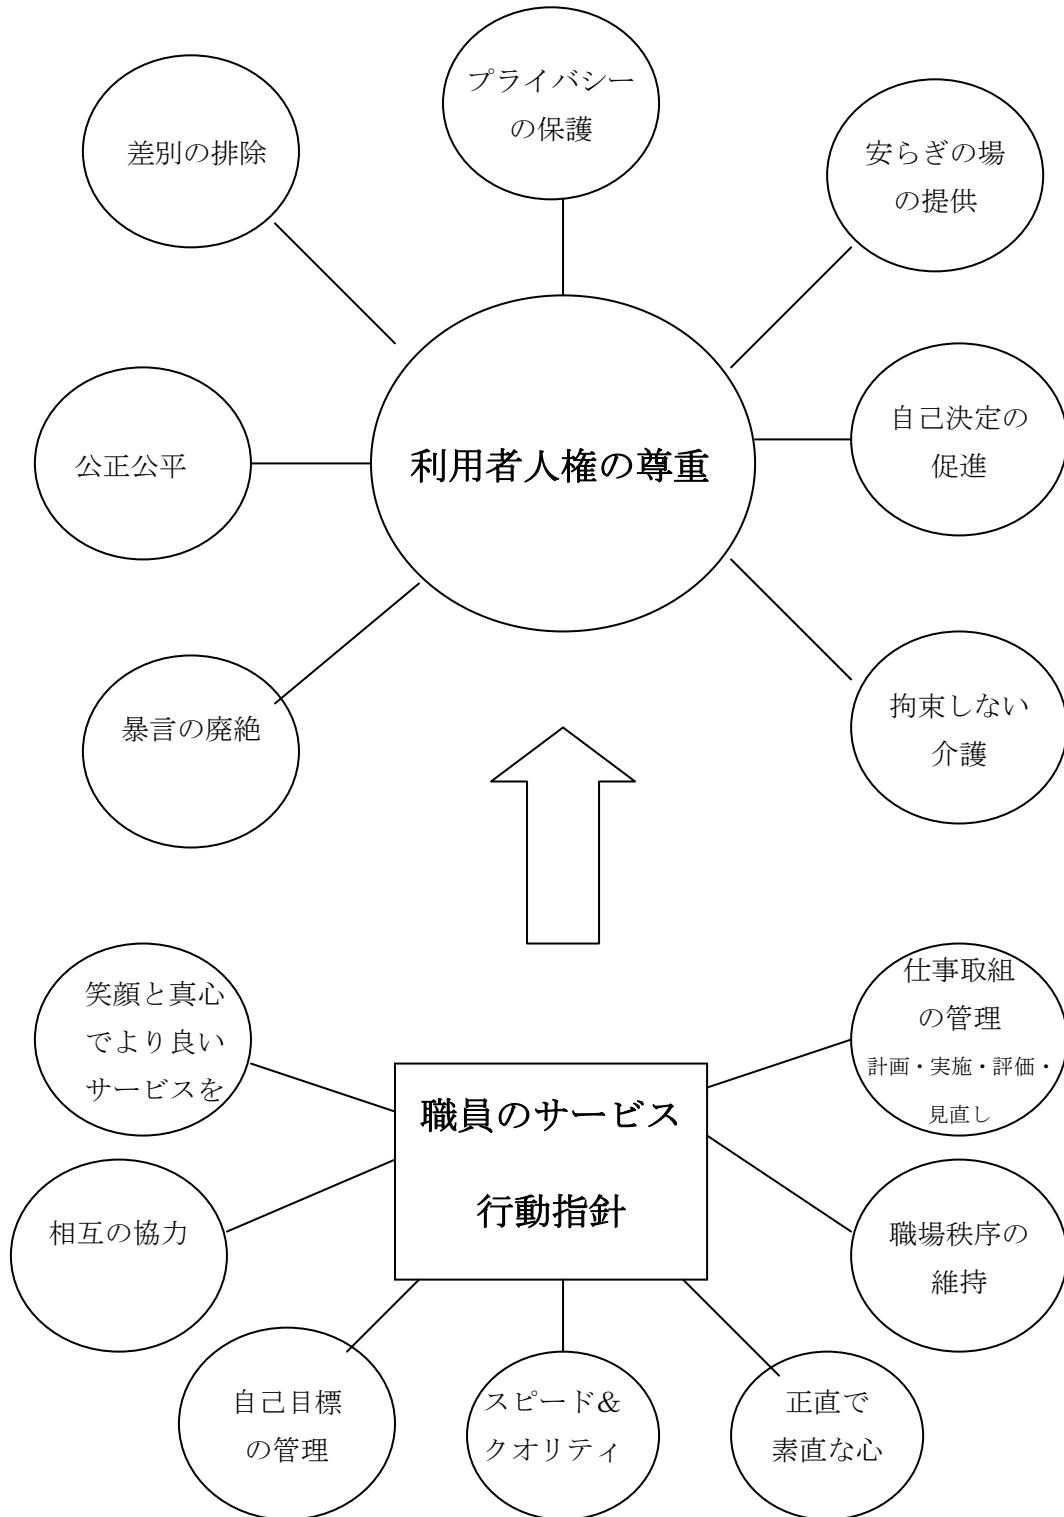 プライバシー
の保護
差別の排除
安らぎの場
の提供
自己決定の
促進
公正公平
利用者人権の尊重
拘束しない
介護
暴言の廃絶
笑顔と真心
でより良い
サービスを
仕事取組
の管理
計画・実施・評価・
見直し
職員のサービス
行動指針
相互の協力
職場秩序の
維持
自己目標
の管理
スピード&
クオリティ
正直で
素直な心